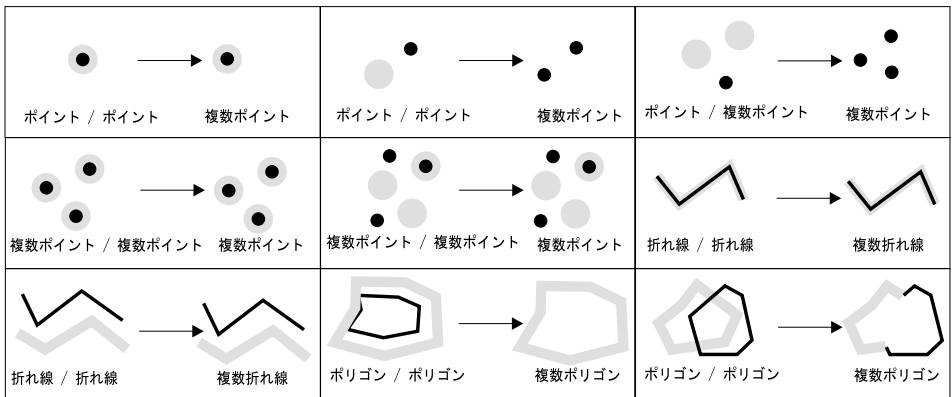 ポイント / ポイント
複数ポイント
ポイント / ポイント
複数ポイント
ポイント / 複数ポイント
複数ポイント
複数ポイント / 複数ポイント
複数ポイント
複数ポイント / 複数ポイント
複数ポイント
折れ線 / 折れ線
複数折れ線
折れ線 / 折れ線
複数折れ線
ポリゴン / ポリゴン
複数ポリゴン
ポリゴン / ポリゴン
複数ポリゴン